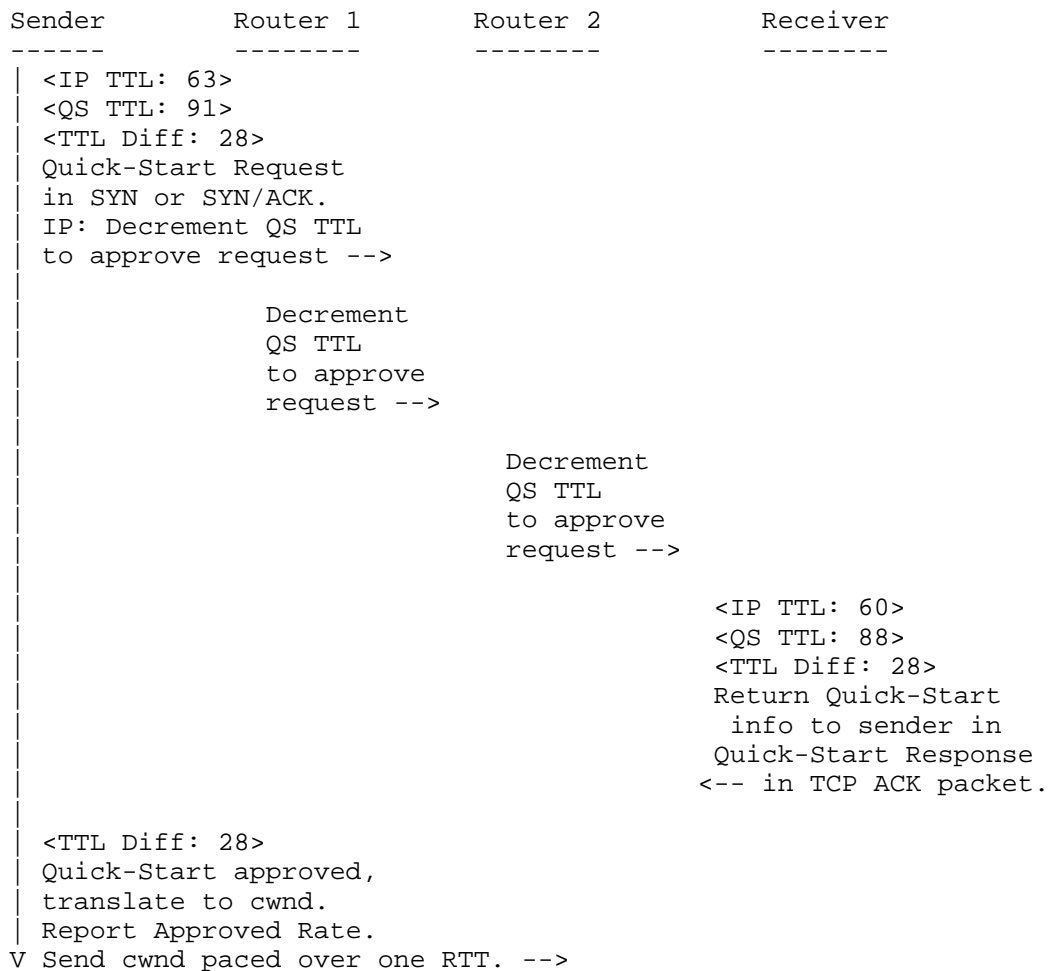 Sender Router 1 Router 2 Receiver
------ -------- -------- --------
| <IP TTL: 63>
| <QS TTL: 91>
| <TTL Diff: 28>
| Quick-Start Request
| in SYN or SYN/ACK.
| IP: Decrement QS TTL
| to approve request -->
|
| Decrement
| QS TTL
| to approve
| request -->
|
| Decrement
| QS TTL
| to approve
| request -->
|
| <IP TTL: 60>
| <QS TTL: 88>
| <TTL Diff: 28>
| Return Quick-Start
| info to sender in
| Quick-Start Response
| <-- in TCP ACK packet.
|
| <TTL Diff: 28>
| Quick-Start approved,
| translate to cwnd.
| Report Approved Rate.
V Send cwnd paced over one RTT. -->